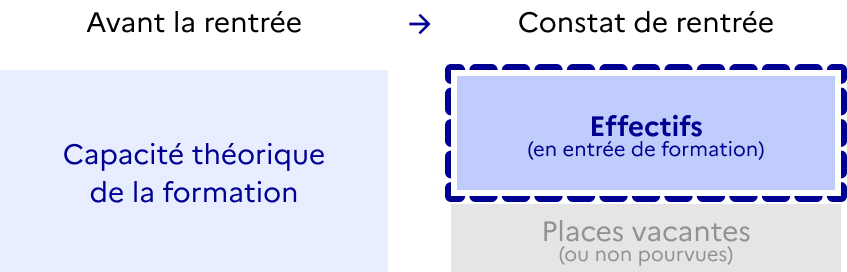 Avant la rentrée
→
Constat de rentrée
Capacité théorique
de la formation
Effectifs
(en entrée de formation)
Places vacantes
(ou non pourvues)